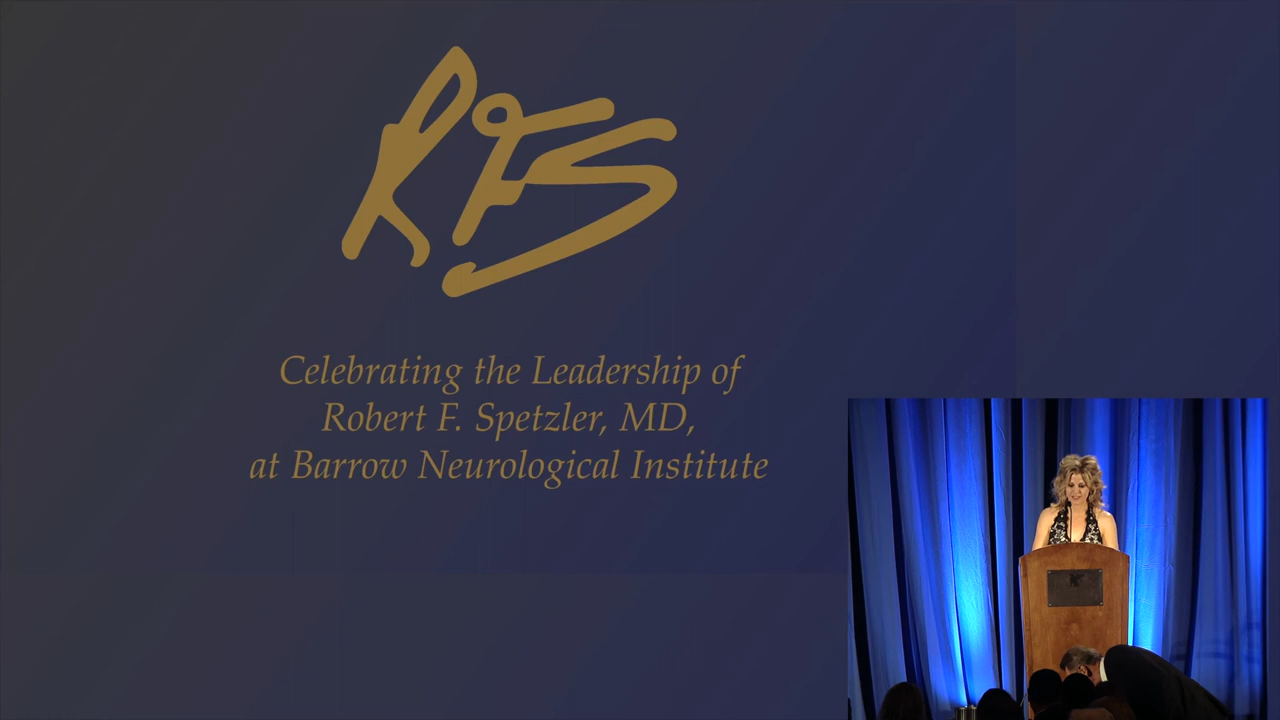 RFS
Celebrating the Leadership of
Robert F. Spetzler, MD,
at Barrow Neurological Institute